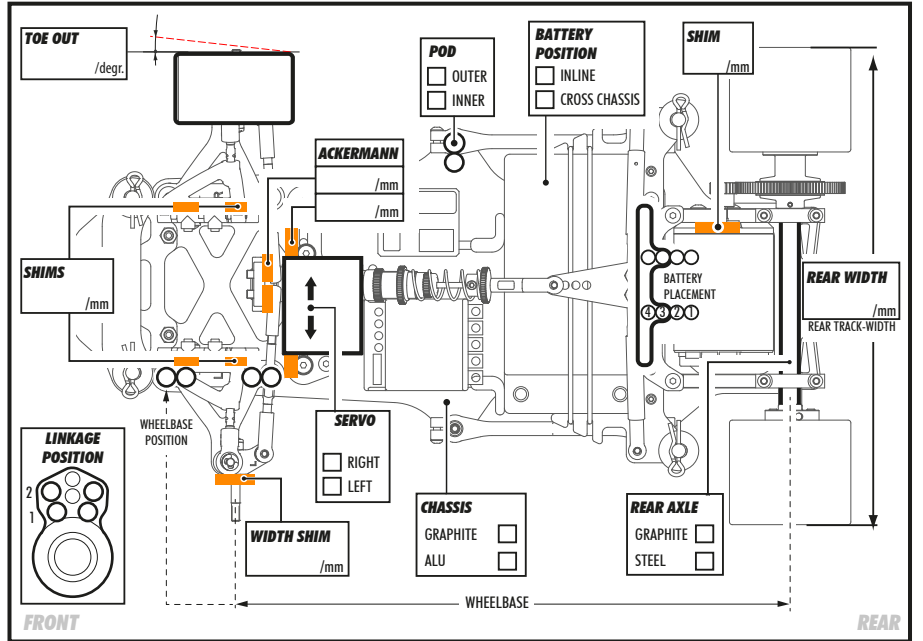 TOE OUT
/degr.
POD
OUTER
INNER
BATTERY
POSITION
INLINE
CROSS CHASSIS
SHIM
/mm
ACKERMANN
/mm
/mm
R
SHIMS
/mm
BATTERY
PLACEMENT
4 3 2 1
REAR WIDTH
/mm
REAR TRACK-WIDTH
L
WHEELBASE
POSITION
LINKAGE
POSITION
2
1
L
SERVO
RIGHT
LEFT
WIDTH SHIM
/mm
CHASSIS
GRAPHITE
ALU
REAR AXLE
GRAPHITE
STEEL
WHEELBASE
FRONT
REAR